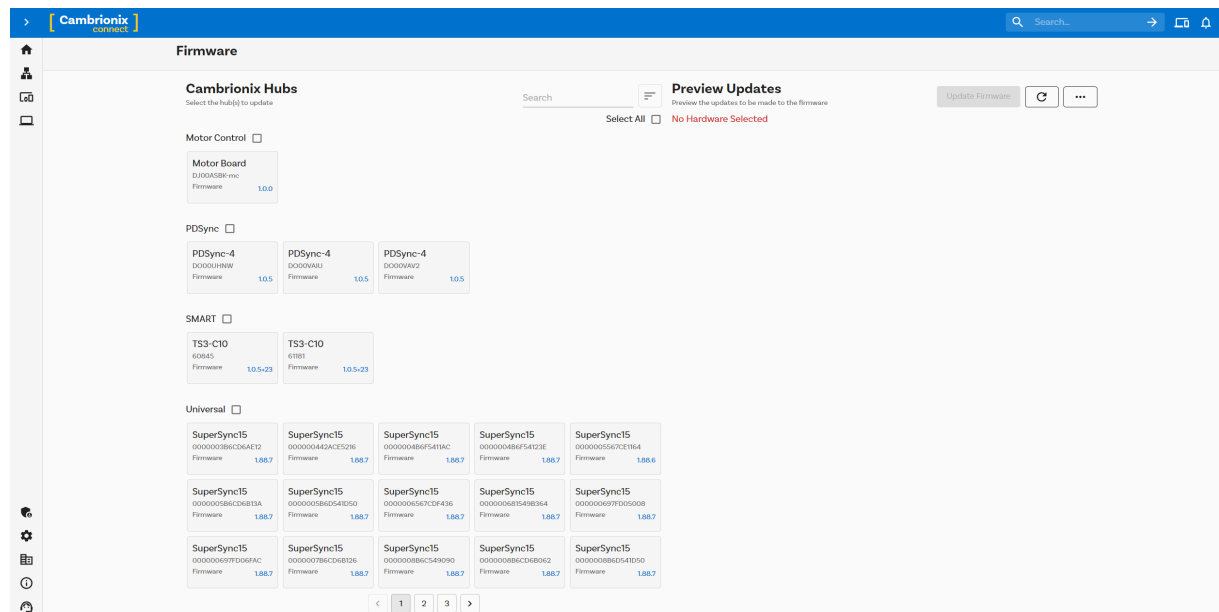 Cambrionix
connect
Search...
Firmware
Cambrionix Hubs
Select the hub(s) to update
Search
Select All
Preview Updates
Preview the updates to be made to the firmware
Update Firmware
...
No Hardware Selected
Motor Control
Motor Board
DJ00ASBK-mc
Firmware 1.0.0
PDSync
PDSync-4 PDSync-4 PDSync-4
DO00UHNW DO00VAIU DO00VAV2
Firmware 1.0.5 Firmware 1.0.5 Firmware 1.0.5
SMART
TS3-C10 TS3-C10
60845 61181
Firmware 1.0.5+23 Firmware 1.0.5+23
Universal
SuperSync15 SuperSync15 SuperSync15 SuperSync15 SuperSync15
0000003B6CD6AE12 000000442ACE5216 0000004B6F5411AC 0000004B6F54123E 0000005567CE1164
Firmware 1.88.7 Firmware 1.88.7 Firmware 1.88.7 Firmware 1.88.7 Firmware 1.88.6
SuperSync15 SuperSync15 SuperSync15 SuperSync15 SuperSync15
0000005B6CD6B13A 0000005B6D541D50 0000006567CDF436 000000681549B364 000000697FD05008
Firmware 1.88.7 Firmware 1.88.7 Firmware 1.88.7 Firmware 1.88.7 Firmware 1.88.7
SuperSync15 SuperSync15 SuperSync15 SuperSync15 SuperSync15
000000697FD06FAC 0000007B6CD6B126 0000008B6C549090 0000008B6CD6B062 0000008B6D541D50
Firmware 1.88.7 Firmware 1.88.7 Firmware 1.88.7 Firmware 1.88.7 Firmware 1.88.7
1 2 3